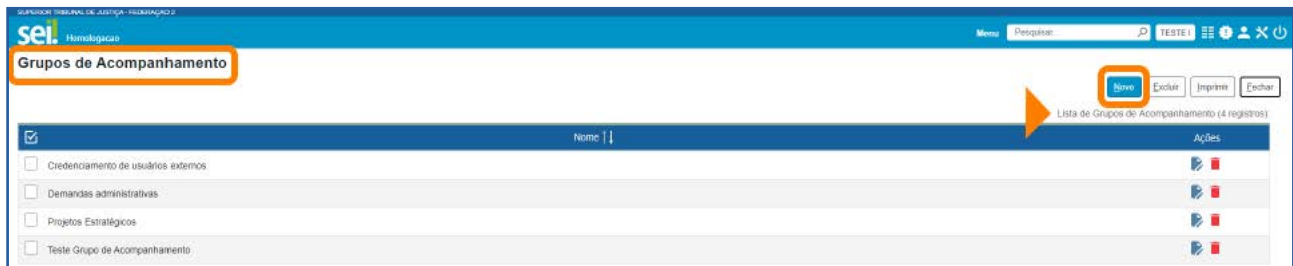 SUPERIOR TRIBUNAL DE JUSTIÇA - FEDERAÇÃO 2
sei! Homologacao
Menu Pesquisar... TESTE I
Grupos de Acompanhamento
Novo Excluir Imprimir Fechar
Lista de Grupos de Acompanhamento (4 registros):
Nome Ações
Credenciamento de usuários externos
Demandas administrativas
Projetos Estratégicos
Teste Grupo de Acompanhamento